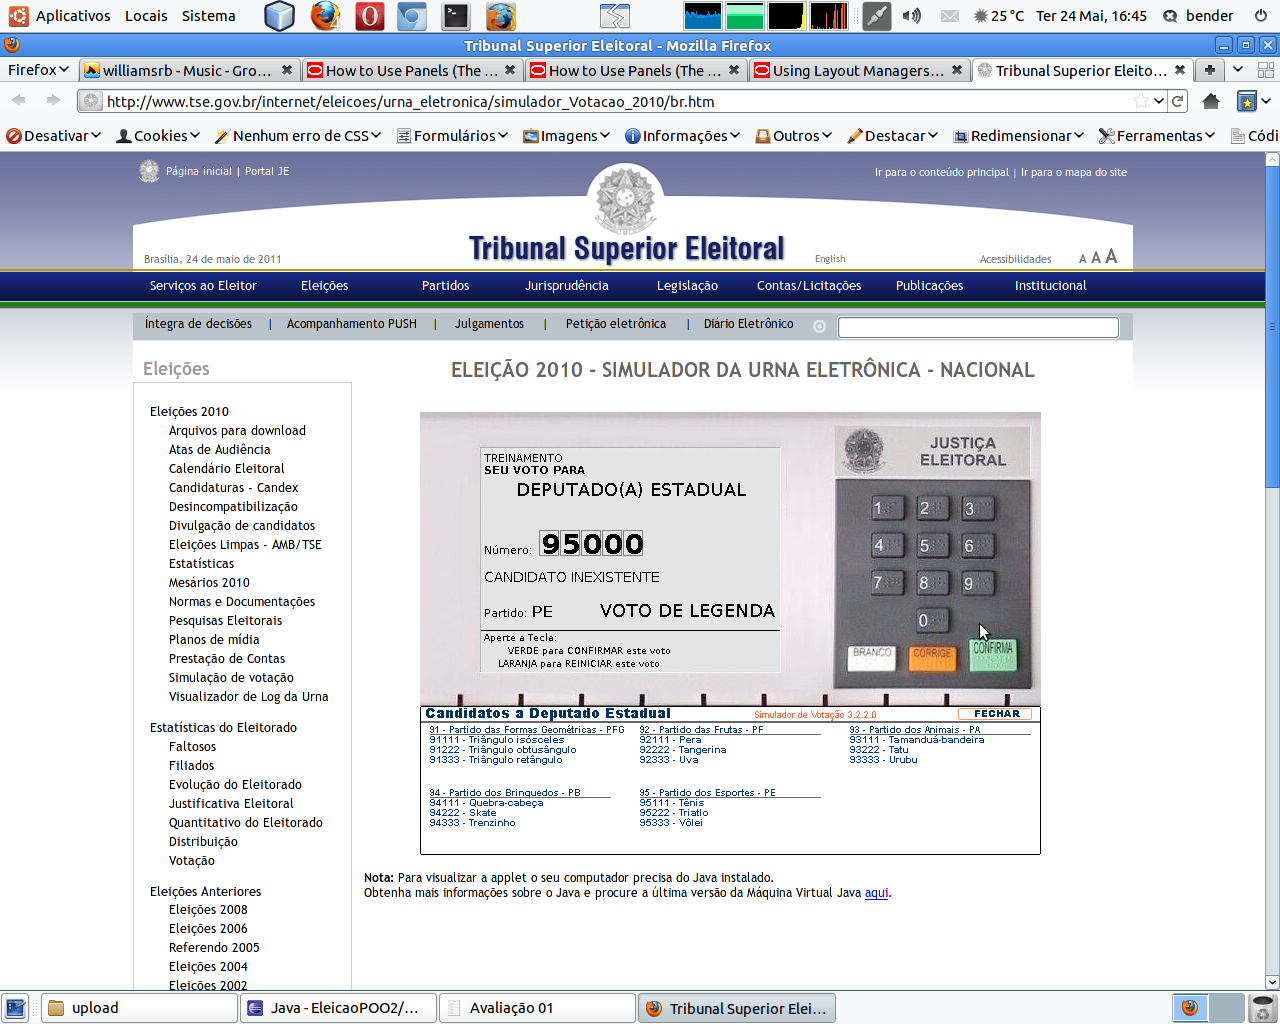 Aplicativos Locais Sistema 25 °C Ter 24 Mai, 16:45 bender
Tribunal Superior Eleitoral - Mozilla Firefox
Firefox williamsrb - Music - Gro... How to Use Panels (The ... How to Use Panels (The ... Using Layout Managers... Tribunal Superior Eleito...
http://www.tse.gov.br/internet/eleicoes/urna_eletronica/simulador_Votacao_2010/br.htm
Desativar Cookies Nenhum erro de CSS Formulários Imagens Informações Outros Destacar Redimensionar Ferramentas Códi
Página inicial | Portal JE
Ir para o conteúdo principal | Ir para o mapa do site
Tribunal Superior Eleitoral
Brasília, 24 de maio de 2011
English
Acessibilidades A A A
Serviços ao Eleitor Eleições Partidos Jurisprudência Legislação Contas/Licitações Publicações Institucional
Íntegra de decisões | Acompanhamento PUSH | Julgamentos | Petição eletrônica | Diário Eletrônico
Eleições
Eleições 2010
Arquivos para download
Atas de Audiência
Calendário Eleitoral
Candidaturas - Candex
Desincompatibilização
Divulgação de candidatos
Eleições Limpas - AMB/TSE
Estatísticas
Mesários 2010
Normas e Documentações
Pesquisas Eleitorais
Planos de mídia
Prestação de Contas
Simulação de votação
Visualizador de Log da Urna
Estatísticas do Eleitorado
Faltosos
Filiados
Evolução do Eleitorado
Justificativa Eleitoral
Quantitativo do Eleitorado
Distribuição
Votação
Eleições Anteriores
Eleições 2008
Eleições 2006
Referendo 2005
Eleições 2004
Eleições 2002
ELEIÇÃO 2010 - SIMULADOR DA URNA ELETRÔNICA - NACIONAL
TREINAMENTO
SEU VOTO PARA
DEPUTADO(A) ESTADUAL
Número: 95000
CANDIDATO INEXISTENTE
Partido: PE VOTO DE LEGENDA
Aperte a Tecla:
VERDE para CONFIRMAR este voto
LARANJA para REINICIAR este voto
JUSTIÇA
ELEITORAL
1 2 3
4 5 6
7 8 9
0
BRANCO CORRIGE CONFIRMA
Candidatos a Deputado Estadual Simulador de Votação 3.2.2.0 FECHAR
91 - Partido das Formas Geométricas - PFG
91111 - Triângulo isósceles
91222 - Triângulo obtusângulo
91333 - Triângulo retângulo
92 - Partido das Frutas - PF
92111 - Pera
92222 - Tangerina
92333 - Uva
93 - Partido dos Animais - PA
93111 - Tamanduá-bandeira
93222 - Tatu
93333 - Urubu
94 - Partido dos Brinquedos - PB
94111 - Quebra-cabeça
94222 - Skate
94333 - Trenzinho
95 - Partido dos Esportes - PE
95111 - Tênis
95222 - Triatlo
95333 - Vôlei
Nota: Para visualizar a applet o seu computador precisa do Java instalado.
Obtenha mais informações sobre o Java e procure a última versão da Máquina Virtual Java aqui.
upload Java - EleicaoPOO2/... Avaliação 01 Tribunal Superior Elei...